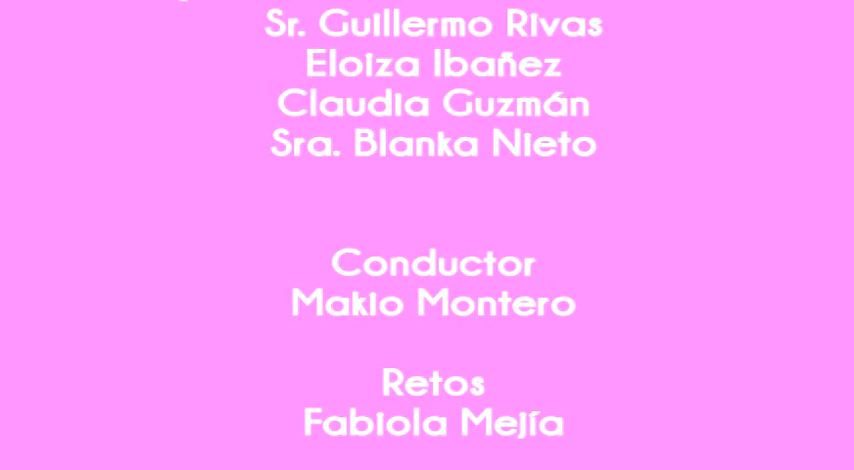 Sr. Guillermo Rivas
Eloiza Ibañez
Claudia Guzmán
Sra. Blanka Nieto
Conductor
Makio Montero
Retos
Fabiola Mejía